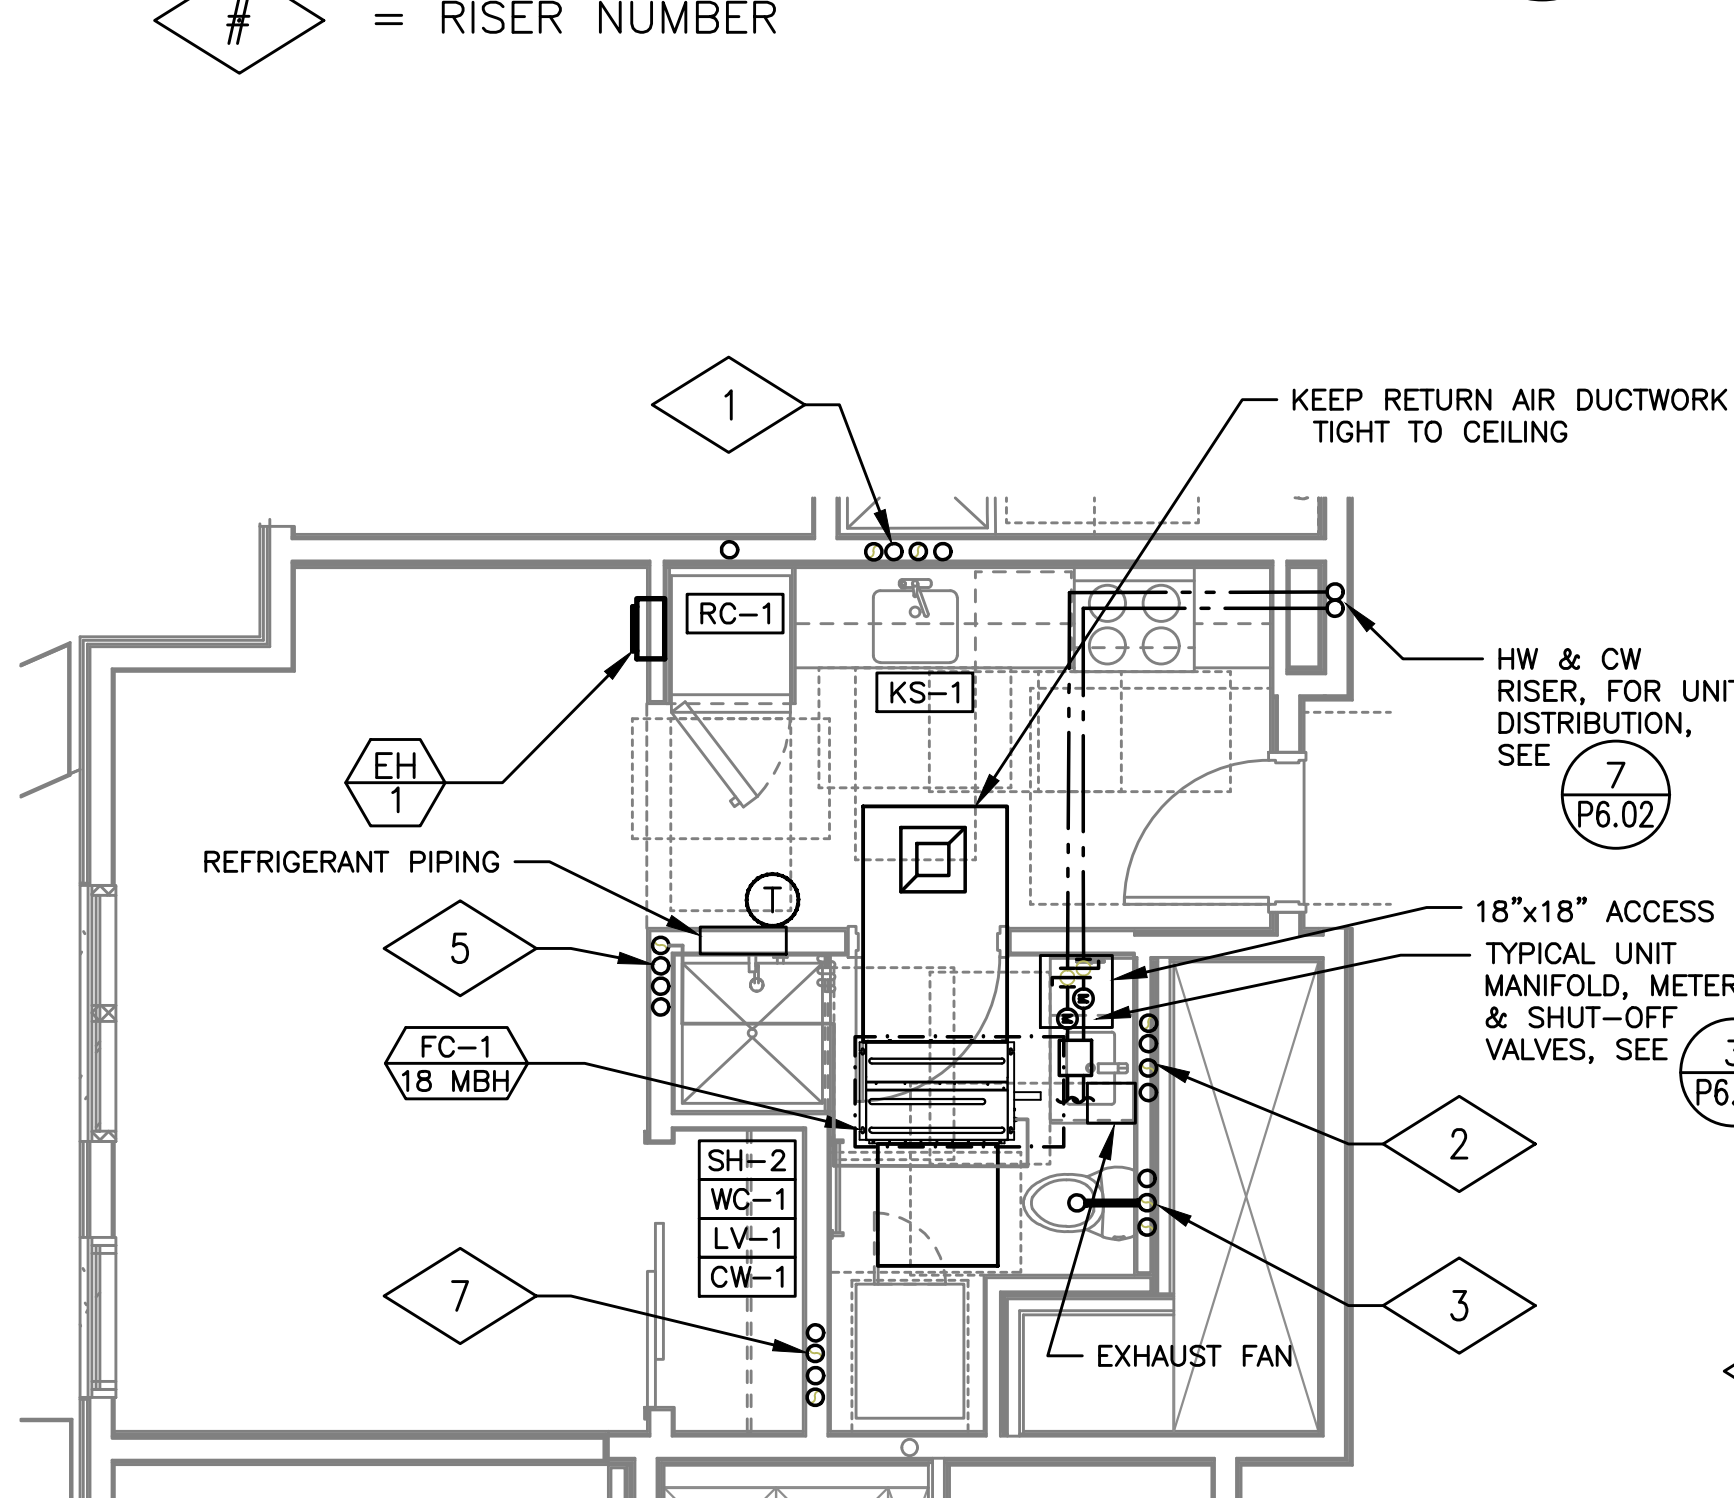 # = RISER NUMBER
1
KEEP RETURN AIR DUCTWORK
TIGHT TO CEILING
RC-1
KS-1
HW & CW
RISER, FOR UNIT
DISTRIBUTION,
SEE
7
P6.02
EH
1
REFRIGERANT PIPING
T
5
18"x18" ACCESS
TYPICAL UNIT
MANIFOLD, METER
& SHUT-OFF
VALVES, SEE
3
P6.
M
M
FC-1
18 MBH
2
SH-2
WC-1
LV-1
CW-1
7
3
EXHAUST FAN